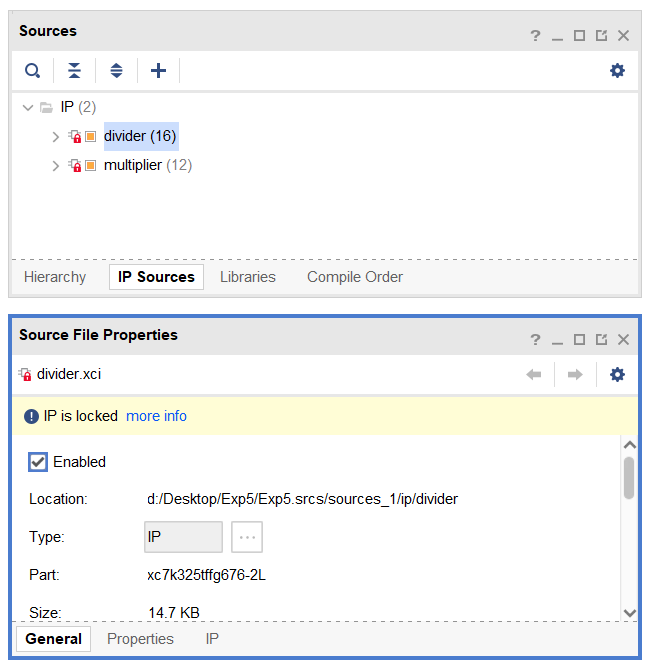 Sources
IP (2)
divider (16)
multiplier (12)
Hierarchy IP Sources Libraries Compile Order
Source File Properties
divider.xci
IP is locked more info
Enabled
Location: d:/Desktop/Exp5/Exp5.srcs/sources_1/ip/divider
Type: IP ...
Part: xc7k325tffg676-2L
Size: 14.7 KB
General Properties IP